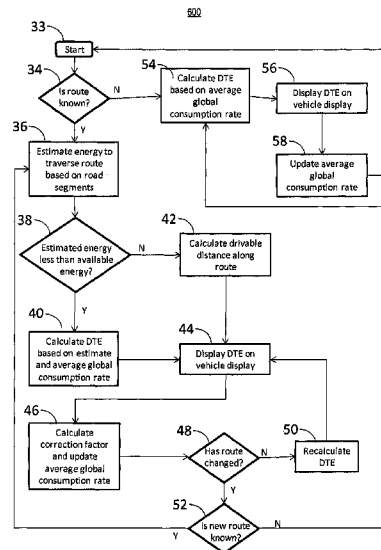 600
33
Start
34
Is route
known?
N
Y
54
Calculate DTE
based on average
global
consumption rate
56
Display DTE on
vehicle display
58
Update average
global
consumption rate
36
Estimate energy to
traverse route
based on road
segments
38
Estimated energy
less than available
energy?
N
Y
42
Calculate drivable
distance along
route
40
Calculate DTE
based on estimate
and average global
consumption rate
44
Display DTE on
vehicle display
46
Calculate
correction factor
and update
average global
consumption rate
48
Has route
changed?
N
Y
50
Recalculate
DTE
52
Is new route
known?
Y
N